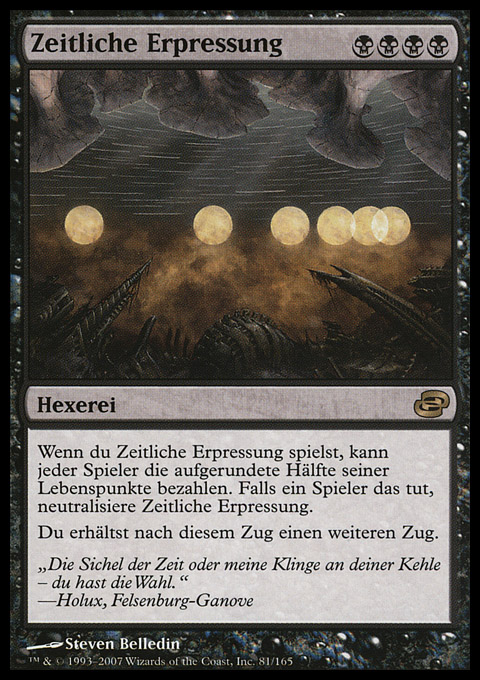 Zeitliche Erpressung
Hexerei
Wenn du Zeitliche Erpressung spielst, kann
jeder Spieler die aufgerundete Hälfte seiner
Lebenspunkte bezahlen. Falls ein Spieler das tut,
neutralisiere Zeitliche Erpressung.
Du erhältst nach diesem Zug einen weiteren Zug.
„Die Sichel der Zeit oder meine Klinge an deiner Kehle
– du hast die Wahl.“
—Holux, Felsenburg-Ganove
Steven Belledin
™ & © 1993–2007 Wizards of the Coast, Inc. 81/165